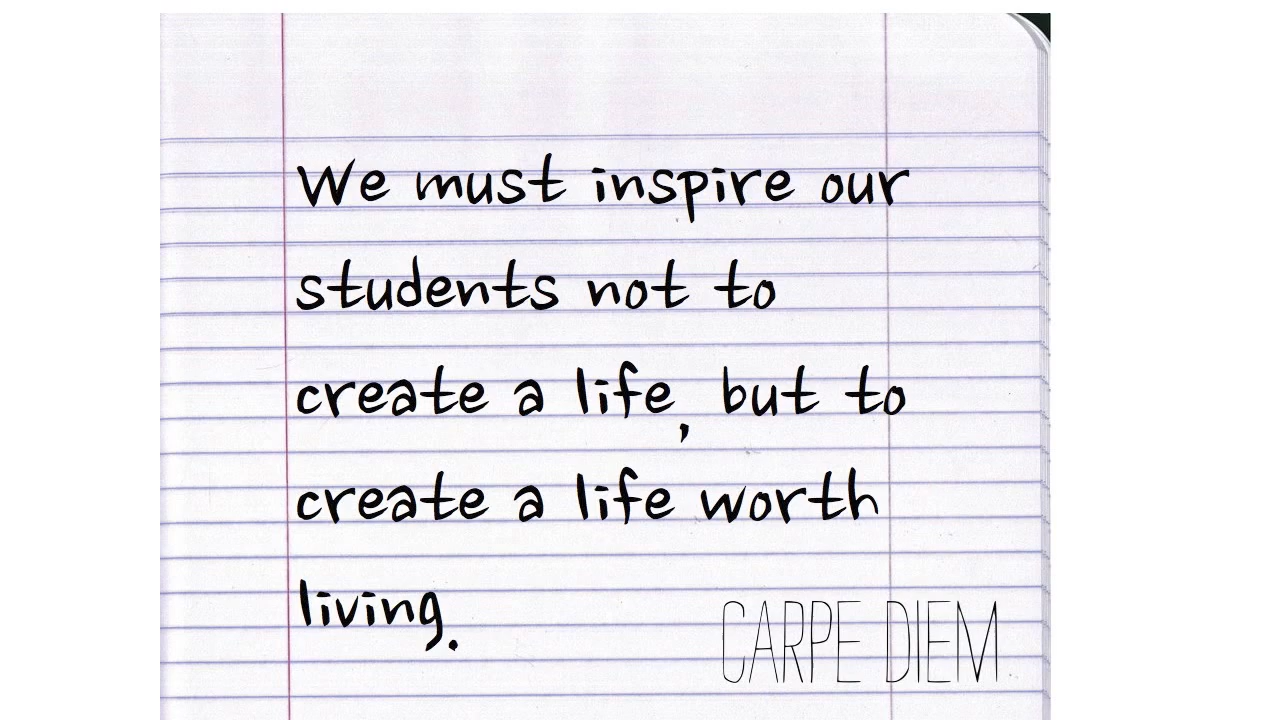 We must inspire our
students not to
create a life, but to
create a life worth
living.
CARPE DIEM